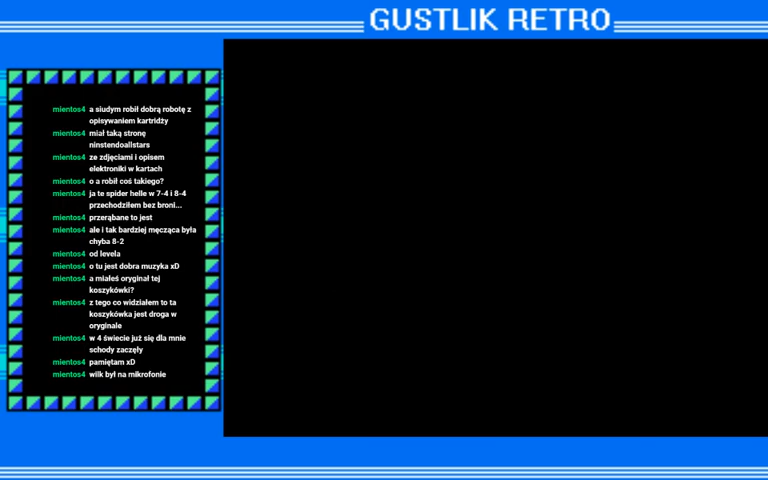 GUSTLIK RETRO
mientos4 a siudym robił dobrą robotę z
opisywaniem kartridży
mientos4 miał taką stronę
ninstendoallstars
mientos4 ze zdjęciami i opisem
elektroniki w kartach
mientos4 o a robił coś takiego?
mientos4 ja te spider helle w 7-4 i 8-4
przechodziłem bez broni...
mientos4 przerąbane to jest
mientos4 ale i tak bardziej męcząca była
chyba 8-2
mientos4 od levela
mientos4 o tu jest dobra muzyka xD
mientos4 a miałeś oryginał tej
koszykówki?
mientos4 z tego co widziałem to ta
koszykówka jest droga w
oryginale
mientos4 w 4 świecie już się dla mnie
schody zaczęły
mientos4 pamiętam xD
mientos4 wilk był na mikrofonie